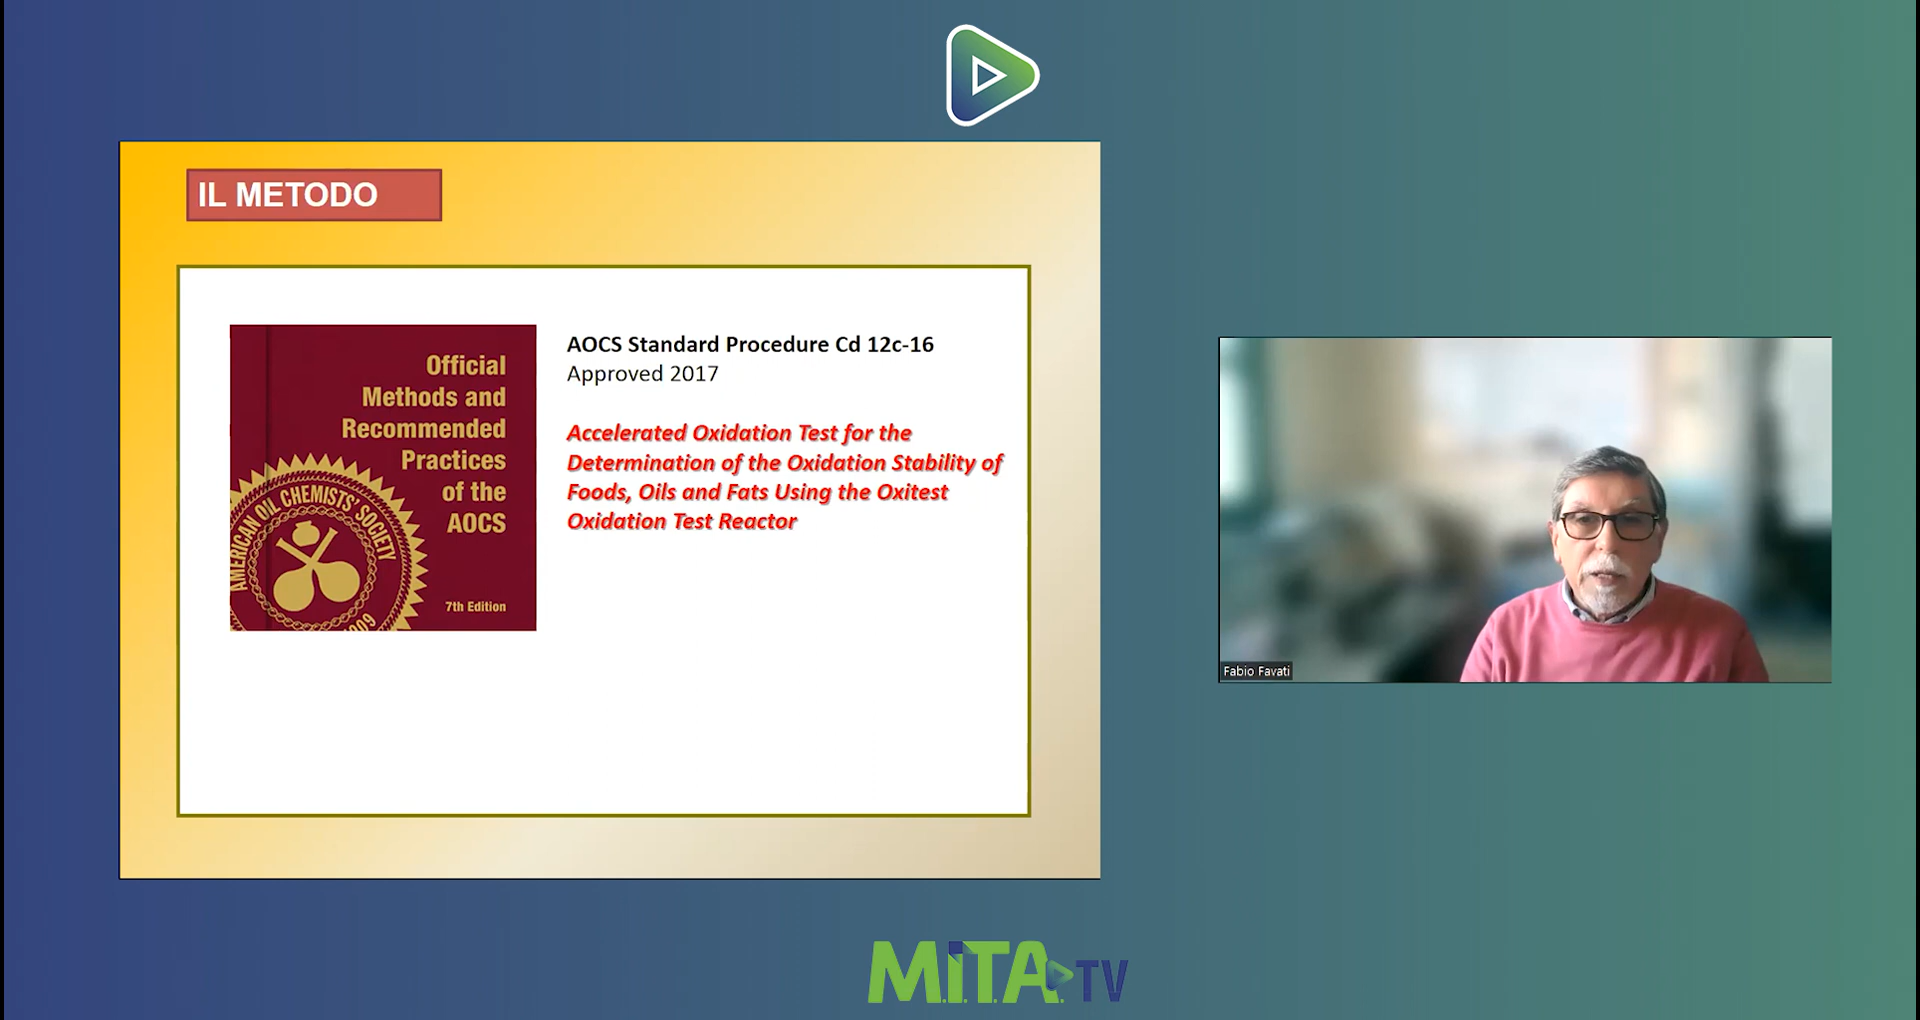 IL METODO
Official
Methods and
Recommended
Practices
of the
AOCS
AMERICAN OIL CHEMISTS' SOCIETY
7th Edition
AOCS Standard Procedure Cd 12c-16
Approved 2017
Accelerated Oxidation Test for the
Determination of the Oxidation Stability of
Foods, Oils and Fats Using the Oxitest
Oxidation Test Reactor
Fabio Favati
M.I.T.A. TV